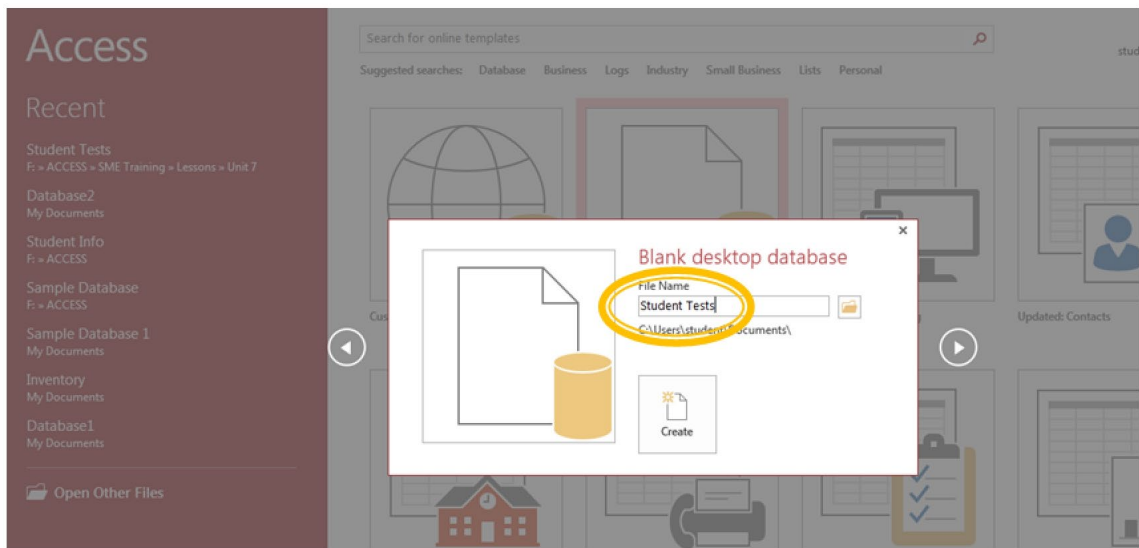 Access
Recent
Student Tests
F: » ACCESS » SME Training » Lessons » Unit 7
Database2
My Documents
Student Info
F: » ACCESS
Sample Database
F: » ACCESS
Sample Database 1
My Documents
Inventory
My Documents
Database1
My Documents
Open Other Files
Search for online templates
Suggested searches: Database Business Logs Industry Small Business Lists Personal
Updated: Contacts
Blank desktop database
File Name
Student Tests
C:\Users\student\Documents\
Create